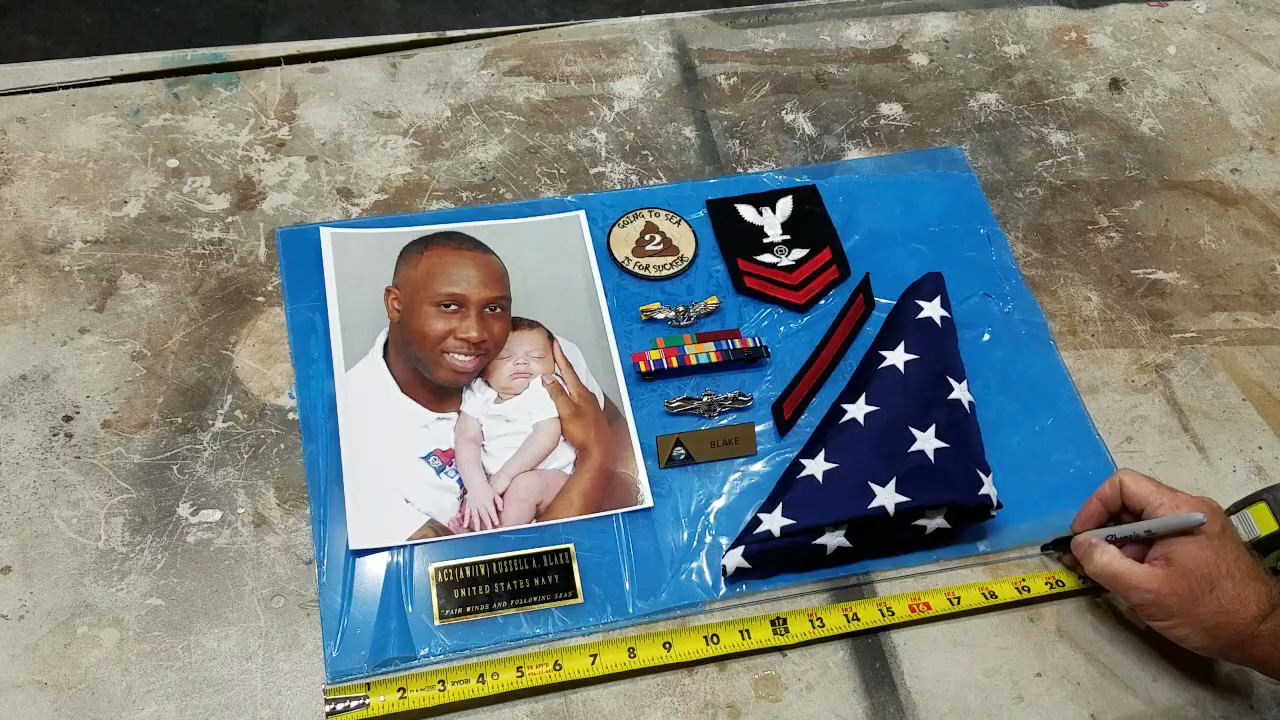 GOING TO SEA
2
IS FOR SUCKERS
BLAKE
AC2 (AW/IW) RUSSELL A. BLAKE
UNITED STATES NAVY
"FAIR WINDS AND FOLLOWING SEAS"
Sharpie
2 3 4 5 6 7 8 9 10 11 1F 13 14 15 16 17 18 19 20
12
RYOBI